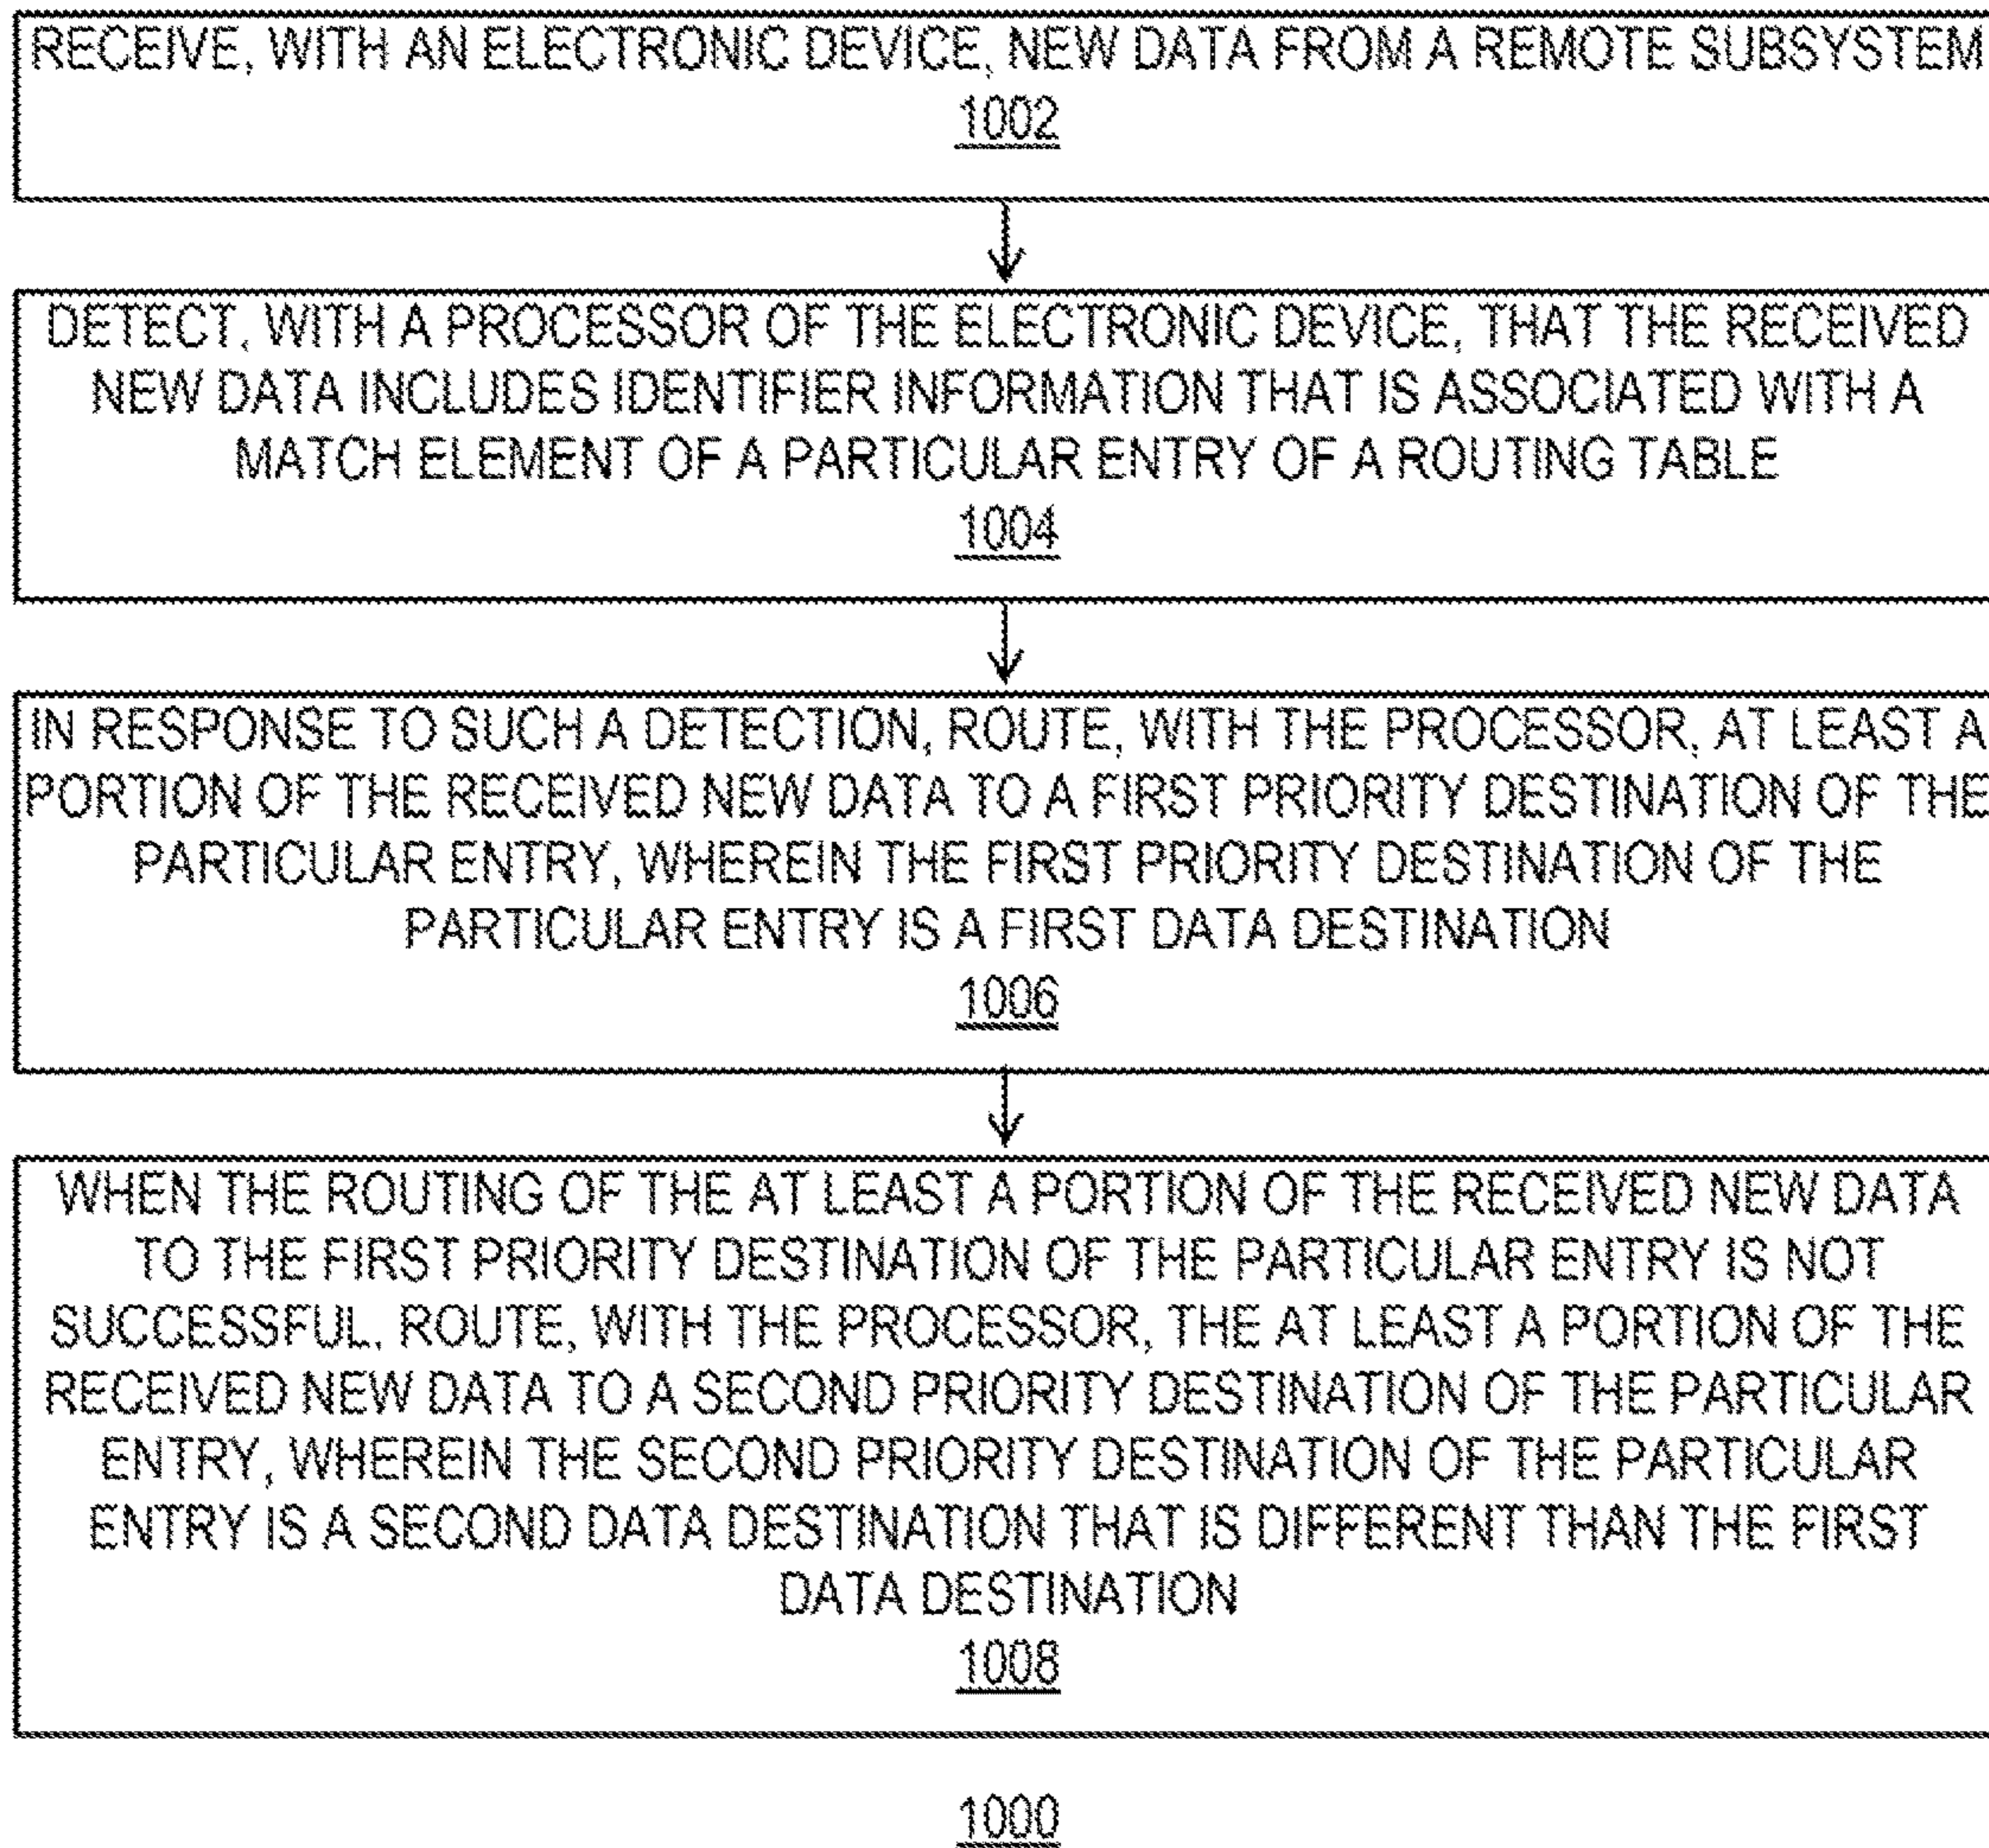 RECEIVE, WITH AN ELECTRONIC DEVICE, NEW DATA FROM A REMOTE SUBSYSTEM
1002
DETECT, WITH A PROCESSOR OF THE ELECTRONIC DEVICE, THAT THE RECEIVED
NEW DATA INCLUDES IDENTIFIER INFORMATION THAT IS ASSOCIATED WITH A
MATCH ELEMENT OF A PARTICULAR ENTRY OF A ROUTING TABLE
1004
IN RESPONSE TO SUCH A DETECTION, ROUTE, WITH THE PROCESSOR, AT LEAST A
PORTION OF THE RECEIVED NEW DATA TO A FIRST PRIORITY DESTINATION OF THE
PARTICULAR ENTRY, WHEREIN THE FIRST PRIORITY DESTINATION OF THE
PARTICULAR ENTRY IS A FIRST DATA DESTINATION
1006
WHEN THE ROUTING OF THE AT LEAST A PORTION OF THE RECEIVED NEW DATA
TO THE FIRST PRIORITY DESTINATION OF THE PARTICULAR ENTRY IS NOT
SUCCESSFUL, ROUTE, WITH THE PROCESSOR, THE AT LEAST A PORTION OF THE
RECEIVED NEW DATA TO A SECOND PRIORITY DESTINATION OF THE PARTICULAR
ENTRY, WHEREIN THE SECOND PRIORITY DESTINATION OF THE PARTICULAR
ENTRY IS A SECOND DATA DESTINATION THAT IS DIFFERENT THAN THE FIRST
DATA DESTINATION
1008
1000